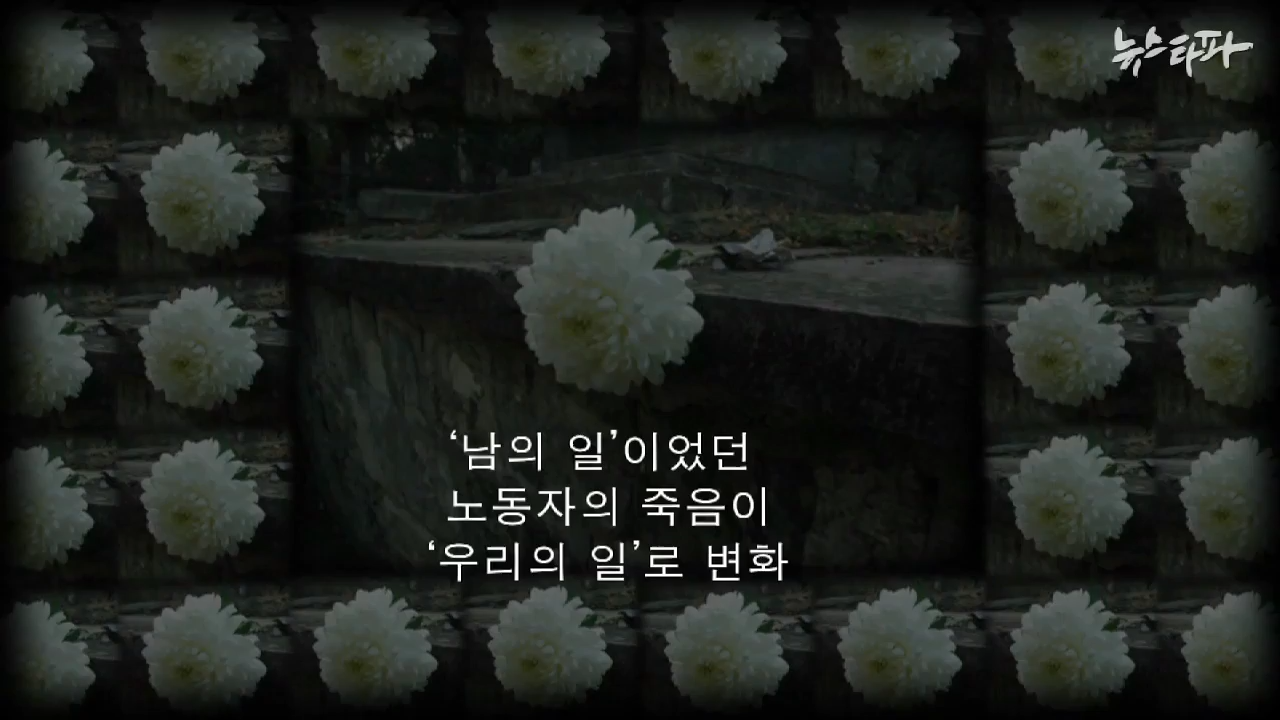 뉴스타파
‘남의 일’이었던
노동자의 죽음이
‘우리의 일’로 변화